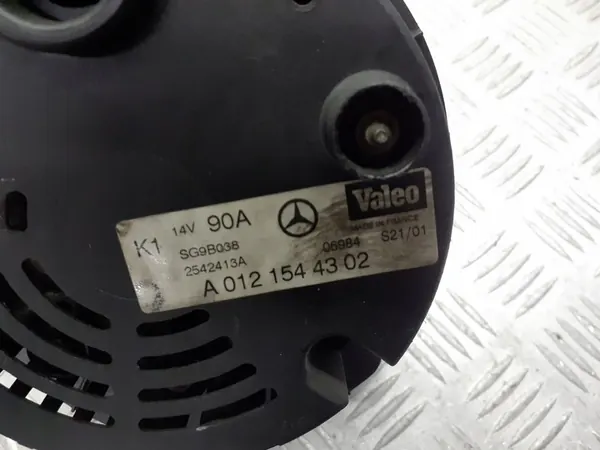 Valeo
MADE IN FRANCE
K1 14V 90A
SG9B038 06984 S21/01
2542413A
A 012 154 43 02